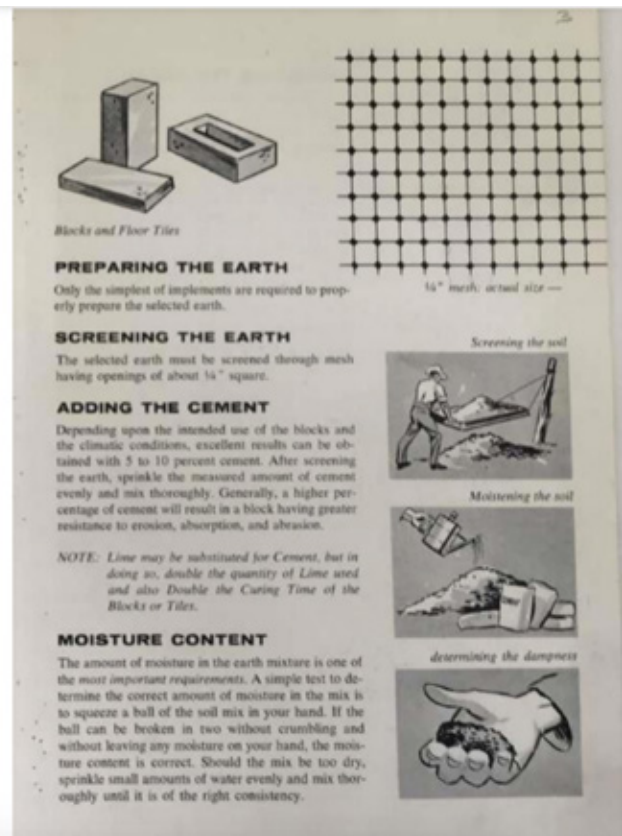 3
Blocks and Floor Tiles
¼" mesh: actual size —
PREPARING THE EARTH
Only the simplest of implements are required to prop-
erly prepare the selected earth.
SCREENING THE EARTH
The selected earth must be screened through mesh
having openings of about ¼" square.
ADDING THE CEMENT
Depending upon the intended use of the blocks and
the climatic conditions, excellent results can be ob-
tained with 5 to 10 percent cement. After screening
the earth, sprinkle the measured amount of cement
evenly and mix thoroughly. Generally, a higher per-
centage of cement will result in a block having greater
resistance to erosion, absorption, and abrasion.
NOTE: Lime may be substituted for Cement, but in
doing so, double the quantity of Lime used
and also Double the Curing Time of the
Blocks or Tiles.
MOISTURE CONTENT
The amount of moisture in the earth mixture is one of
the most important requirements. A simple test to de-
termine the correct amount of moisture in the mix is
to squeeze a ball of the soil mix in your hand. If the
ball can be broken in two without crumbling and
without leaving any moisture on your hand, the mois-
ture content is correct. Should the mix be too dry,
sprinkle small amounts of water evenly and mix thor-
oughly until it is of the right consistency.
Screening the soil
Moistening the soil
determining the dampness